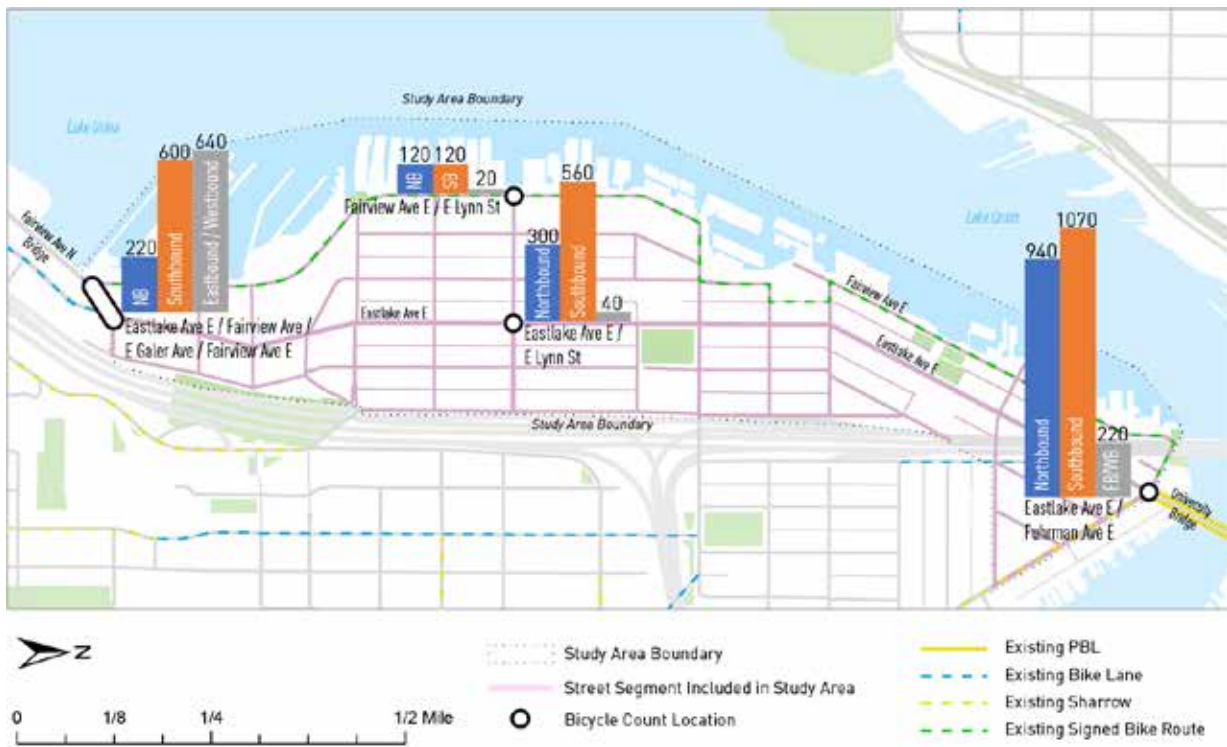 Study Area Boundary
Lake Union
640
600
220
NB
Southbound
Eastbound / Westbound
Fairview Ave N
Bridge
Eastlake Ave E / Fairview Ave /
E Galer Ave / Fairview Ave E
120 120
20
NB
SB
Fairview Ave E / E Lynn St
560
300
40
Northbound
Southbound
Eastlake Ave E
Eastlake Ave E /
E Lynn St
Study Area Boundary
Lake Union
Fairview Ave E
Eastlake Ave E
1070
940
220
Northbound
Southbound
EB/WB
Eastlake Ave E /
Fuhrman Ave E
University
Bridge
N
0 1/8 1/4 1/2 Mile
Study Area Boundary
Street Segment Included in Study Area
Bicycle Count Location
Existing PBL
Existing Bike Lane
Existing Sharrow
Existing Signed Bike Route